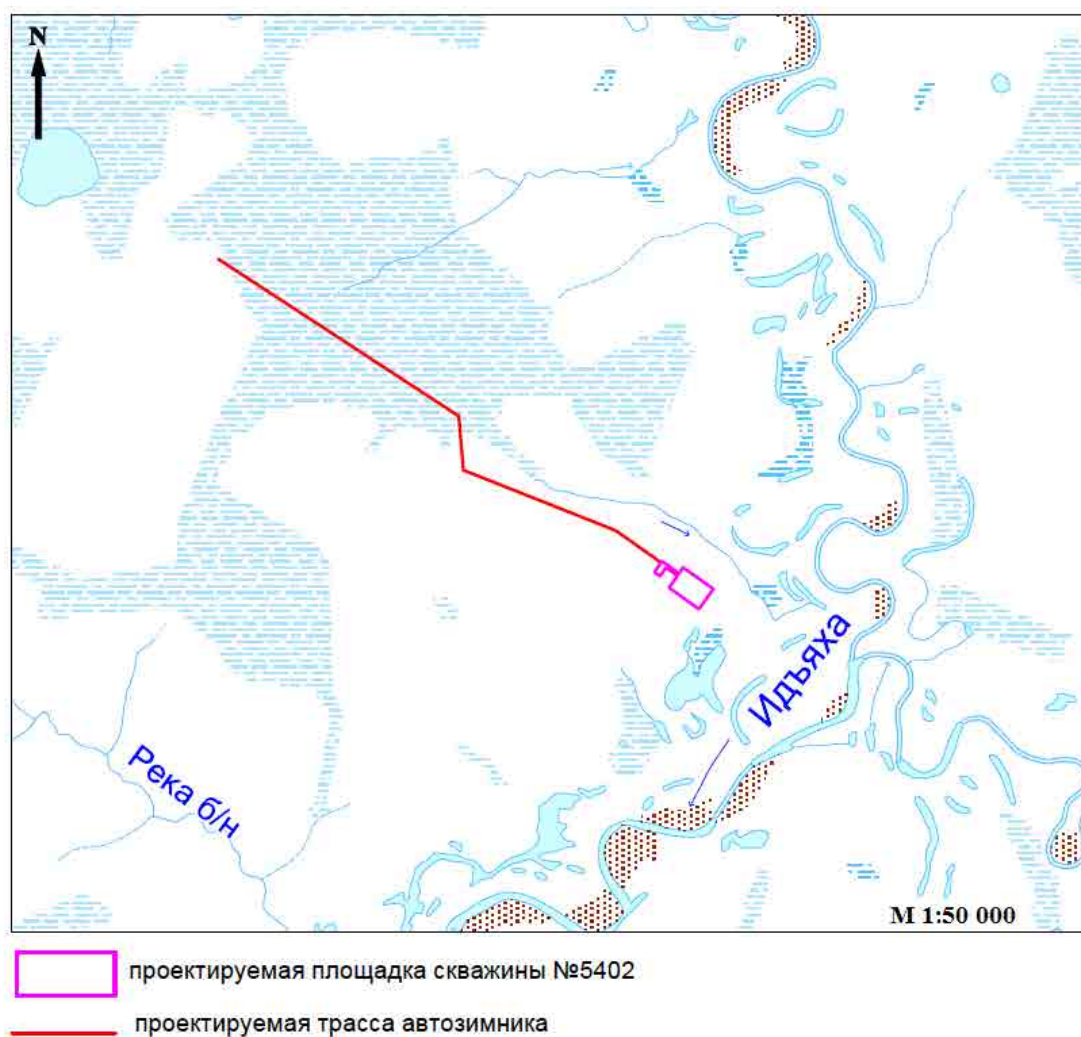 N
Идъяха
Река б/н
М 1:50 000
проектируемая площадка скважины №5402
проектируемая трасса автозимника